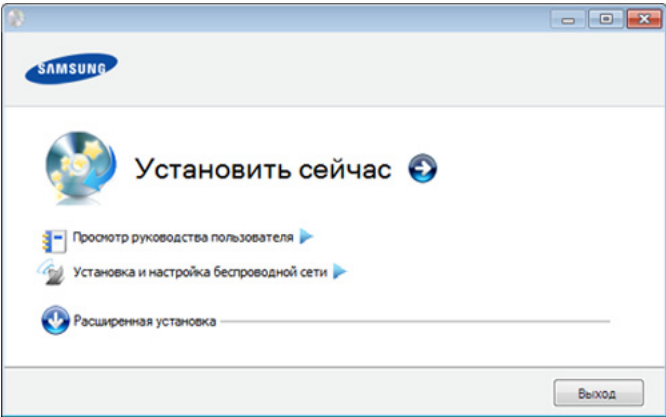 SAMSUNG
Установить сейчас
Просмотр руководства пользователя
Установка и настройка беспроводной сети
Расширенная установка
Выход